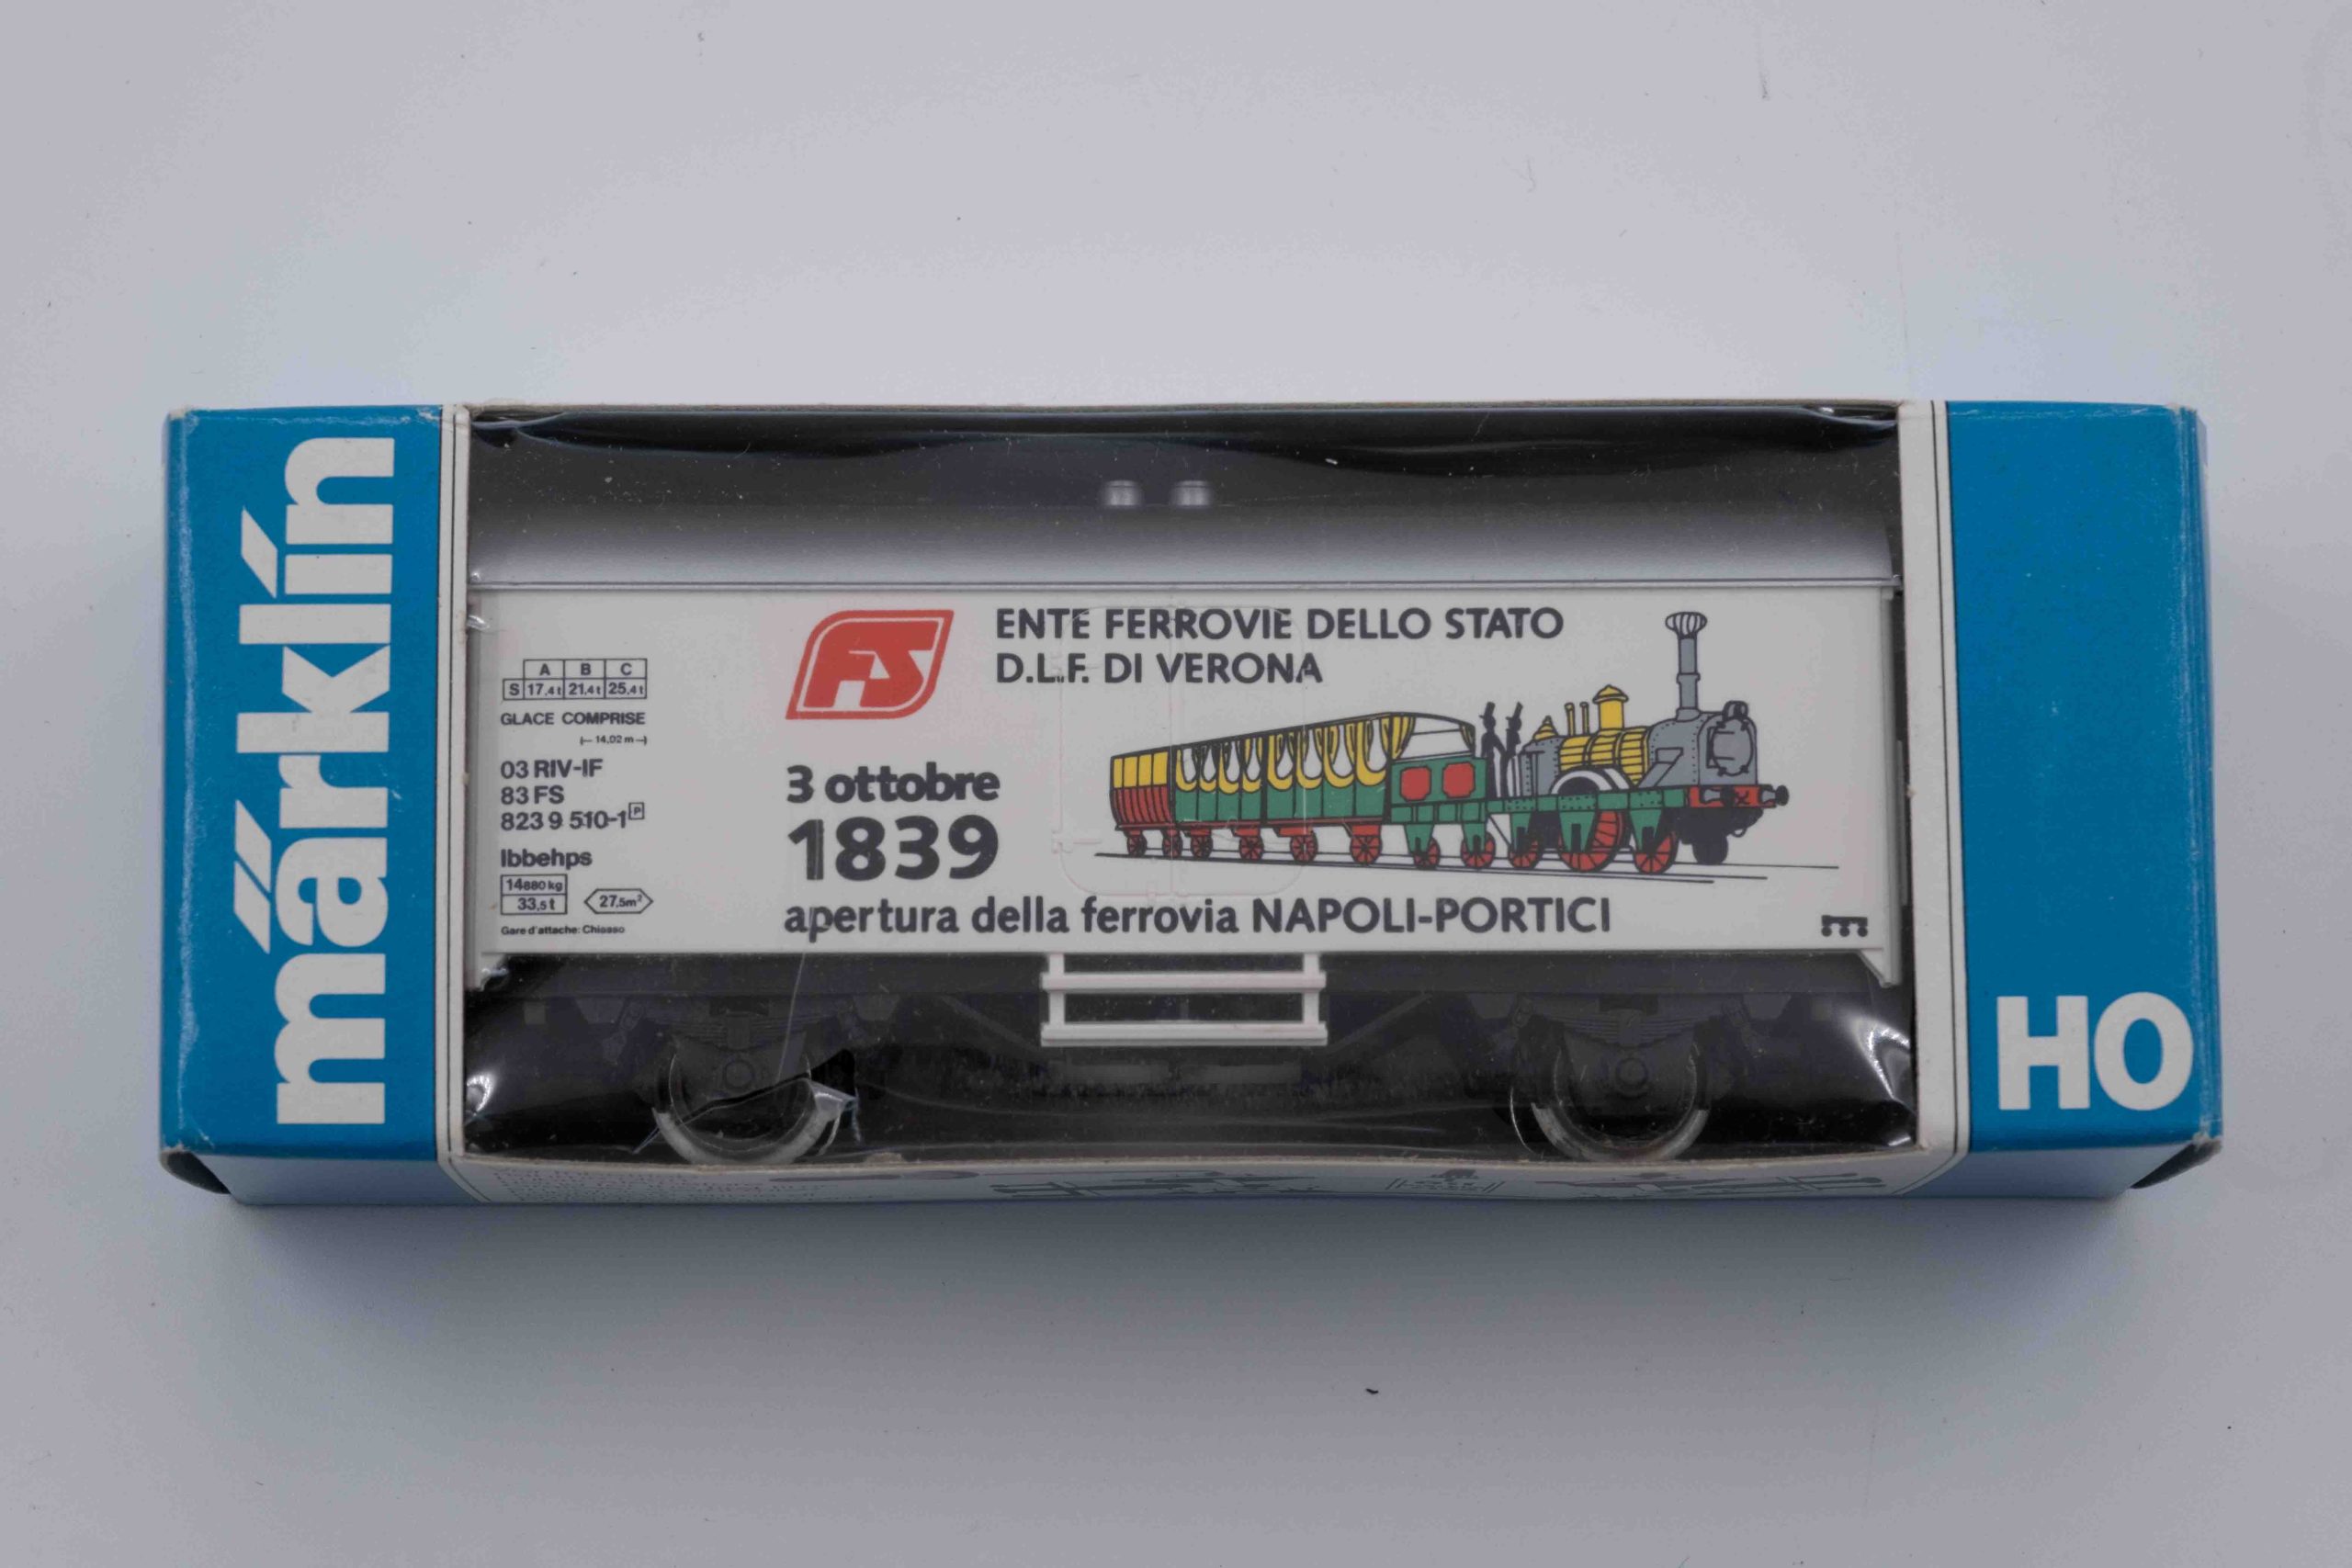 märklín
A B C
S 17,4t 21,4t 25,4t
GLACE COMPRISE
14,02 m
03 RIV-IF
83 FS
823 9 510-1 P
Ibbehps
14880 kg
33,5 t
27,5m²
Gare d'attache: Chiasso
FS
ENTE FERROVIE DELLO STATO
D.L.F. DI VERONA
3 ottobre
1839
apertura della ferrovia NAPOLI-PORTICI
HO